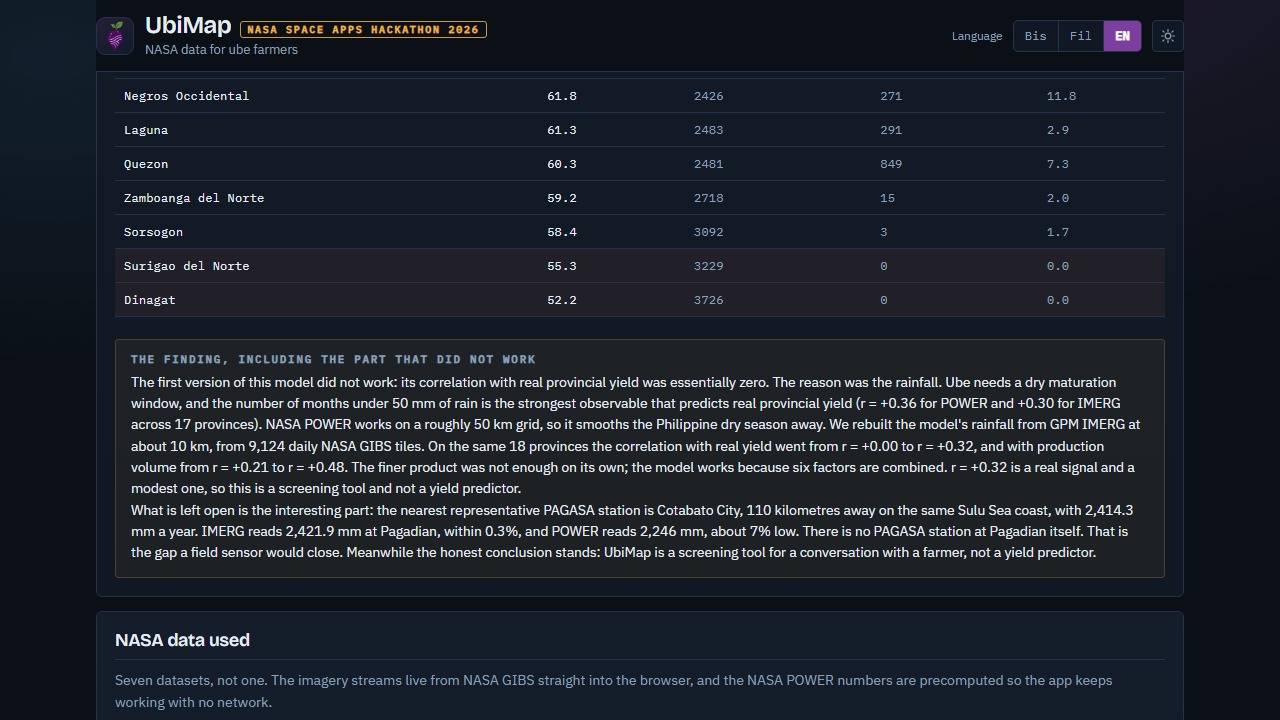 UbiMap NASA SPACE APPS HACKATHON 2026
NASA data for ube farmers
Language Bis Fil EN
Negros Occidental 61.8 2426 271 11.8
Laguna 61.3 2483 291 2.9
Quezon 60.3 2481 849 7.3
Zamboanga del Norte 59.2 2718 15 2.0
Sorsogon 58.4 3092 3 1.7
Surigao del Norte 55.3 3229 0 0.0
Dinagat 52.2 3726 0 0.0
THE FINDING, INCLUDING THE PART THAT DID NOT WORK
The first version of this model did not work: its correlation with real provincial yield was essentially zero. The reason was the rainfall. Ube needs a dry maturation
window, and the number of months under 50 mm of rain is the strongest observable that predicts real provincial yield (r = +0.36 for POWER and +0.30 for IMERG
across 17 provinces). NASA POWER works on a roughly 50 km grid, so it smooths the Philippine dry season away. We rebuilt the model's rainfall from GPM IMERG at
about 10 km, from 9,124 daily NASA GIBS tiles. On the same 18 provinces the correlation with real yield went from r = +0.00 to r = +0.32, and with production
volume from r = +0.21 to r = +0.48. The finer product was not enough on its own; the model works because six factors are combined. r = +0.32 is a real signal and a
modest one, so this is a screening tool and not a yield predictor.
What is left open is the interesting part: the nearest representative PAGASA station is Cotabato City, 110 kilometres away on the same Sulu Sea coast, with 2,414.3
mm a year. IMERG reads 2,421.9 mm at Pagadian, within 0.3%, and POWER reads 2,246 mm, about 7% low. There is no PAGASA station at Pagadian itself. That is
the gap a field sensor would close. Meanwhile the honest conclusion stands: UbiMap is a screening tool for a conversation with a farmer, not a yield predictor.
NASA data used
Seven datasets, not one. The imagery streams live from NASA GIBS straight into the browser, and the NASA POWER numbers are precomputed so the app keeps
working with no network.